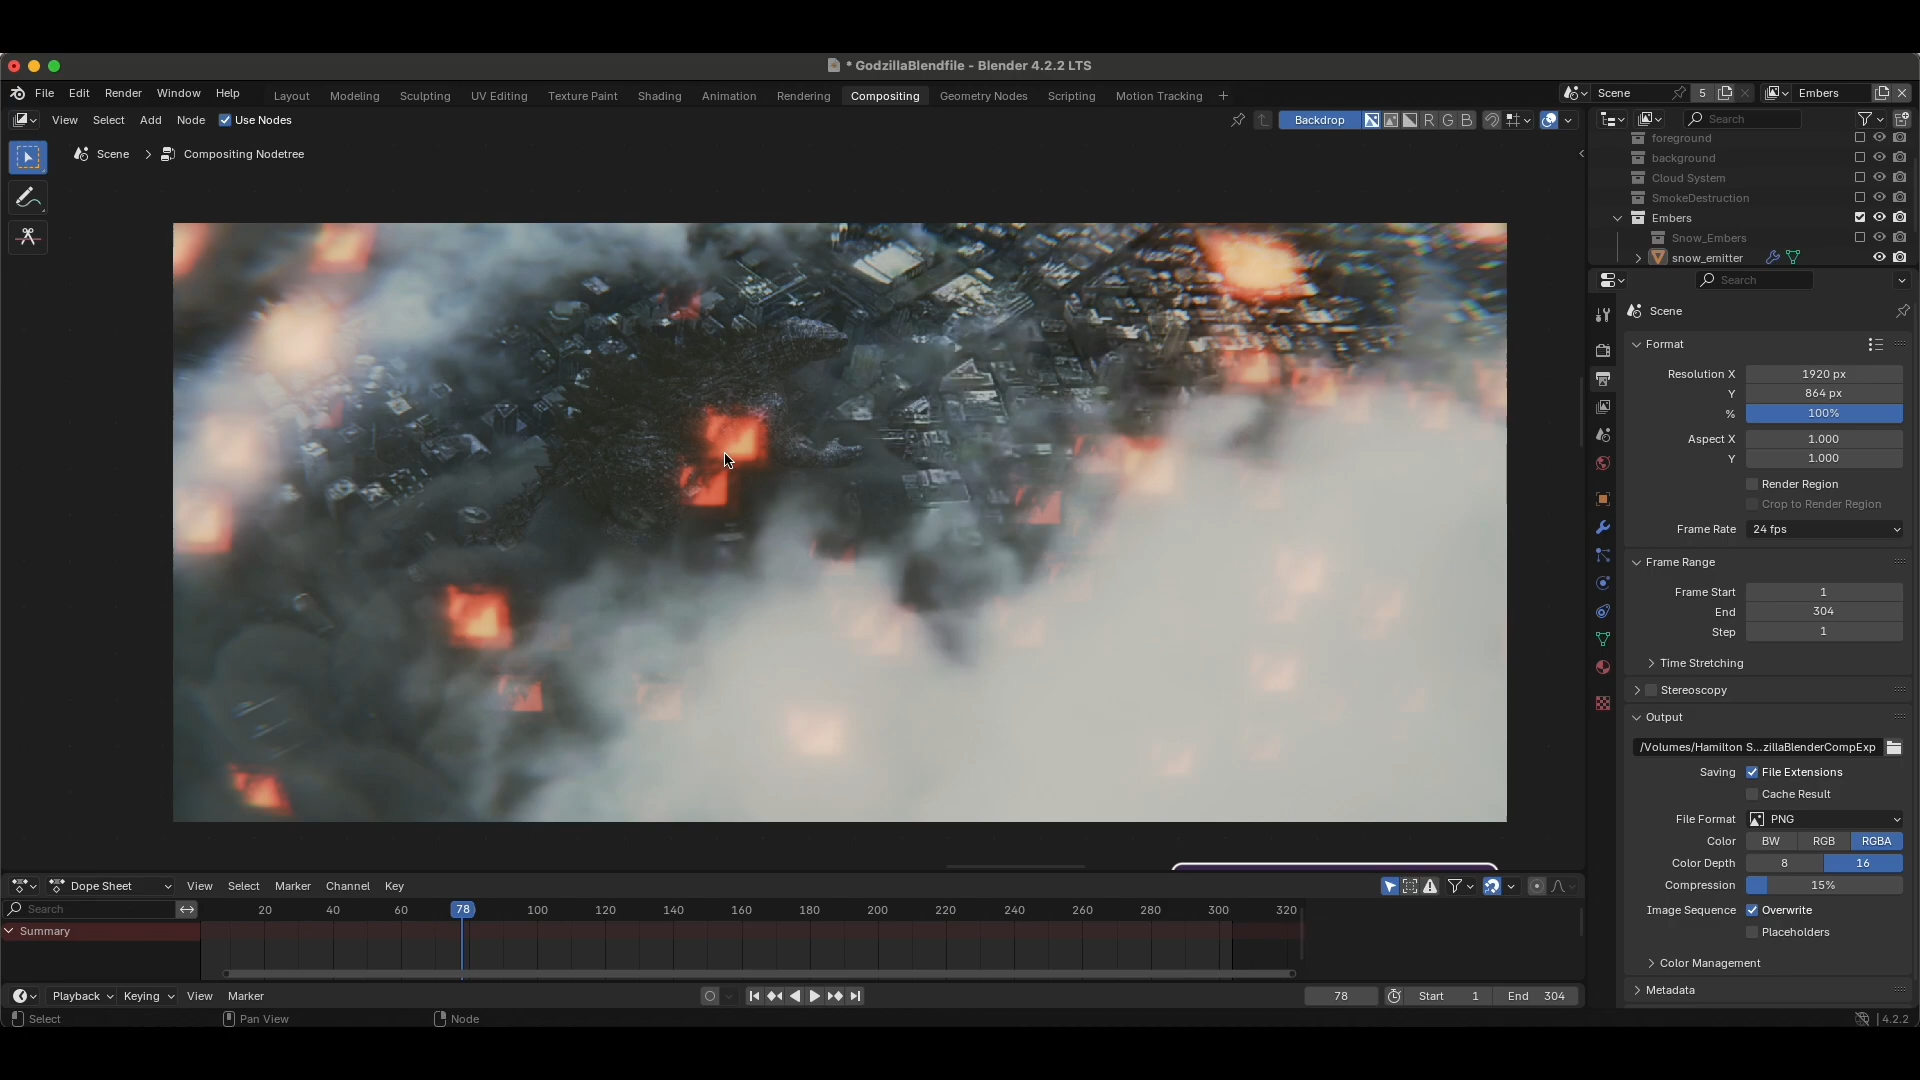 * GodzillaBlendfile - Blender 4.2.2 LTS
File Edit Render Window Help Layout Modeling Sculpting UV Editing Texture Paint Shading Animation Rendering Compositing Geometry Nodes Scripting Motion Tracking + Scene 5 Embers
View Select Add Node Use Nodes Backdrop R G B Search
Scene Compositing Nodetree
foreground
background
Cloud System
SmokeDestruction
Embers
Snow_Embers
snow_emitter
Search
Scene
Format
Resolution X 1920 px
Y 864 px
% 100%
Aspect X 1.000
Y 1.000
Render Region
Crop to Render Region
Frame Rate 24 fps
Frame Range
Frame Start 1
End 304
Step 1
Time Stretching
Stereoscopy
Output
/Volumes/Hamilton S...zillaBlenderCompExp
Saving File Extensions
Cache Result
File Format PNG
Color BW RGB RGBA
Color Depth 8 16
Compression 15%
Image Sequence Overwrite
Placeholders
Color Management
Metadata
Dope Sheet View Select Marker Channel Key
Search 20 40 60 78 100 120 140 160 180 200 220 240 260 280 300 320
Summary
Playback Keying View Marker 78 Start 1 End 304
Select Pan View Node 4.2.2